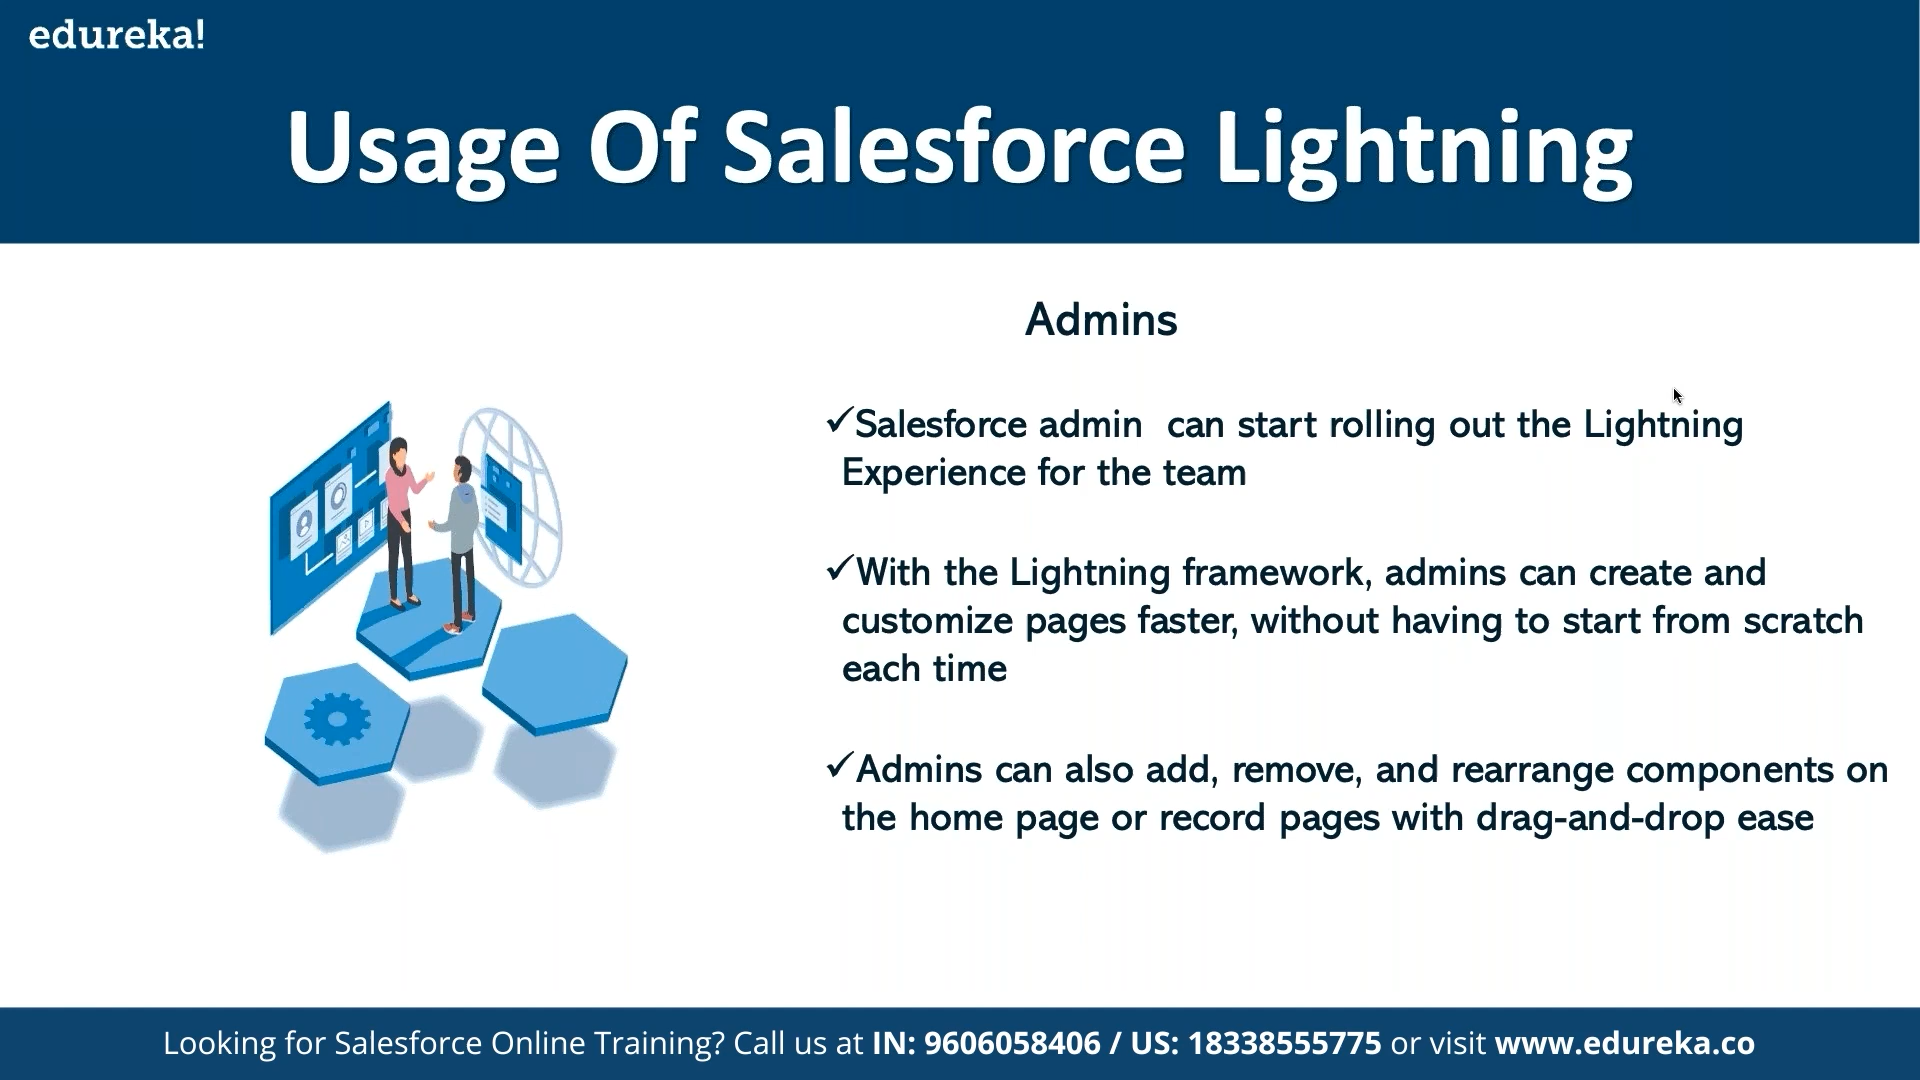 edureka!
Usage Of Salesforce Lightning
Admins
✓Salesforce admin  can start rolling out the Lightning
Experience for the team
✓With the Lightning framework, admins can create and
customize pages faster, without having to start from scratch
each time
✓Admins can also add, remove, and rearrange components on
the home page or record pages with drag-and-drop ease
Looking for Salesforce Online Training? Call us at IN: 9606058406 / US: 18338555775 or visit www.edureka.co